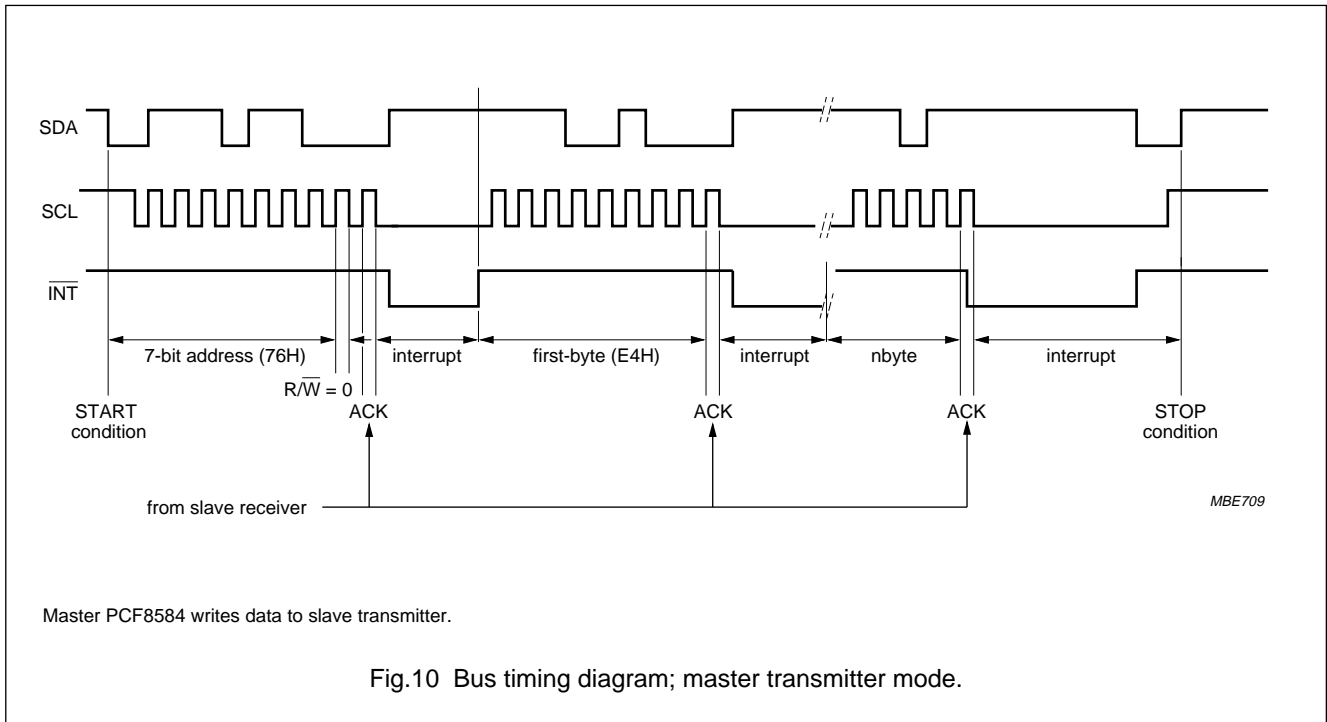 SDA
SCL
INT
7-bit address (76H)
interrupt
first-byte (E4H)
interrupt
nbyte
interrupt
R/W = 0
START
condition
ACK
ACK
ACK
STOP
condition
from slave receiver
MBE709
Master PCF8584 writes data to slave transmitter.
Fig.10 Bus timing diagram; master transmitter mode.